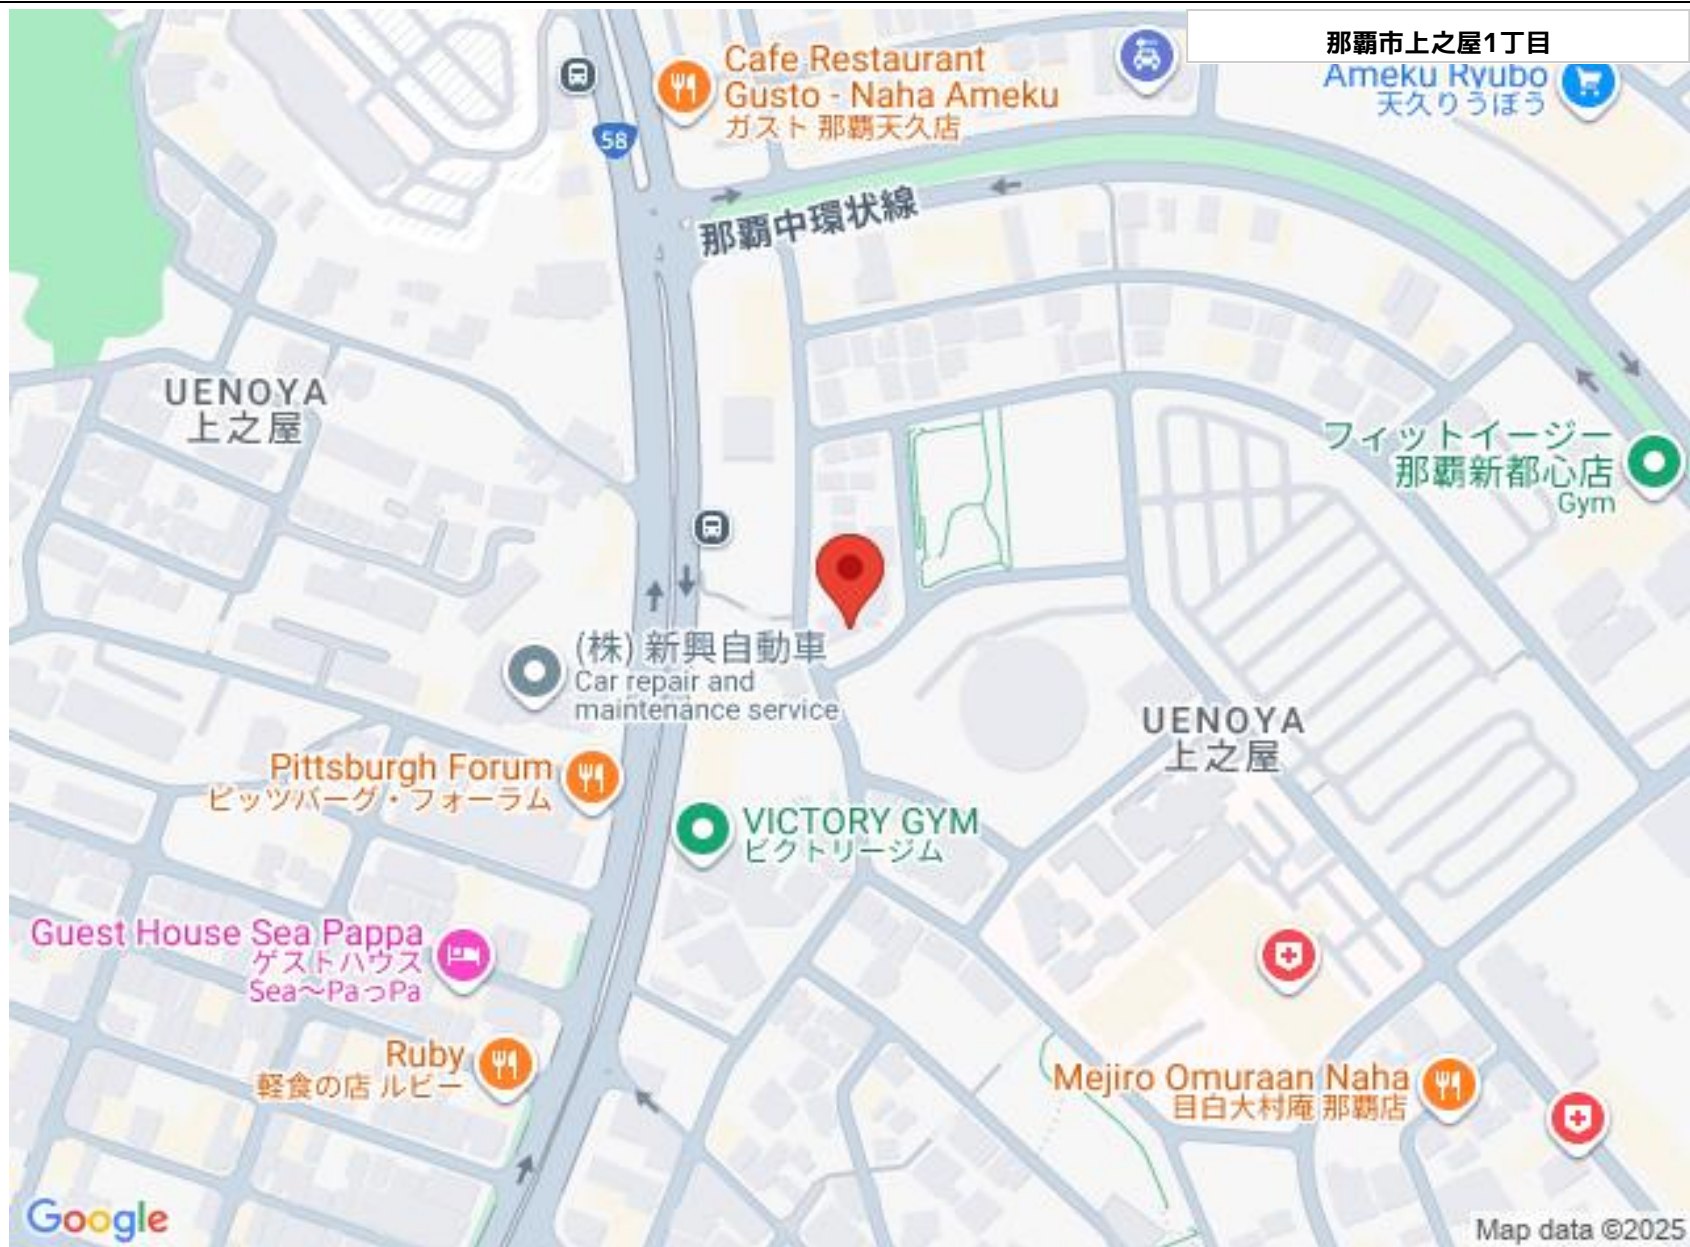 那覇市上之屋1丁目
Cafe Restaurant
Gusto - Naha Ameku
ガスト 那覇天久店
Ameku Ryubo
天久りうぼう
58
那覇中環状線
UENOYA
上之屋
フィットイージー
那覇新都心店
Gym
(株) 新興自動車
Car repair and
maintenance service
UENOYA
上之屋
Pittsburgh Forum
ピッツバーグ・フォーラム
VICTORY GYM
ビクトリージム
Guest House Sea Pappa
ゲストハウス
Sea〜PaっPa
Ruby
軽食の店 ルビー
Mejiro Omuraan Naha
目白大村庵 那覇店
Google
Map data ©2025